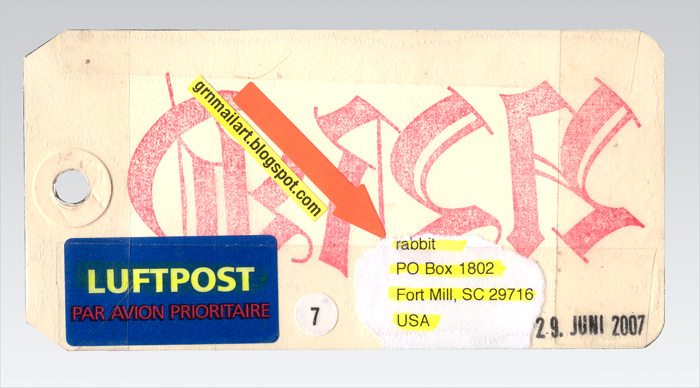 grnmailart.blogspot.com
rabbit
PO Box 1802
Fort Mill, SC 29716
USA
LUFTPOST
PAR AVION PRIORITAIRE
7
29. JUNI 2007